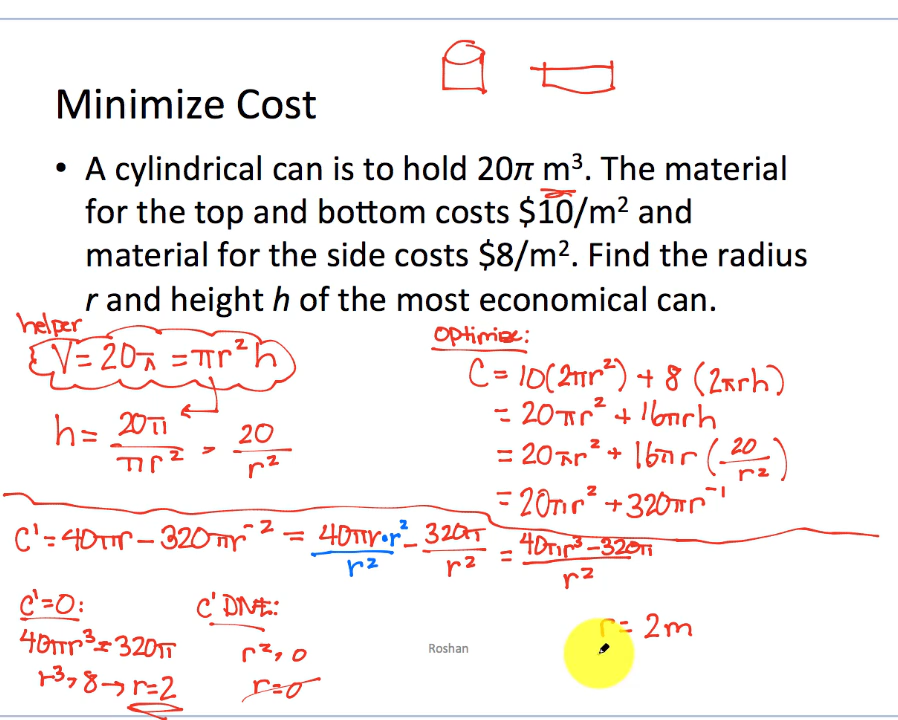 Minimize Cost
• A cylindrical can is to hold 20π m³. The material
for the top and bottom costs $10/m² and
material for the side costs $8/m². Find the radius
r and height h of the most economical can.
helper
V = 20π = πr²h
h = 20π/πr² = 20/r²
Optimize:
C = 10(2πr²) + 8(2πrh)
= 20πr² + 16πrh
= 20πr² + 16πr(20/r²)
= 20πr² + 320πr⁻¹
C' = 40πr − 320πr⁻² = 40πr·r²/r² − 320π/r² = 40πr³−320π/r²
C'=0:
40πr³ = 320π
r³ = 8 → r=2
C' DNE:
r² = 0
r=0
r = 2m
Roshan